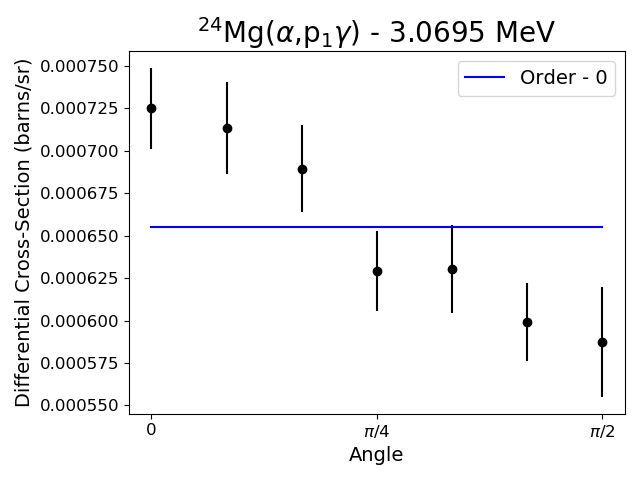 ²⁴Mg(α,p₁γ) - 3.0695 MeV
Order - 0
Differential Cross-Section (barns/sr)
0.000750
0.000725
0.000700
0.000675
0.000650
0.000625
0.000600
0.000575
0.000550
0 π/4 π/2
Angle